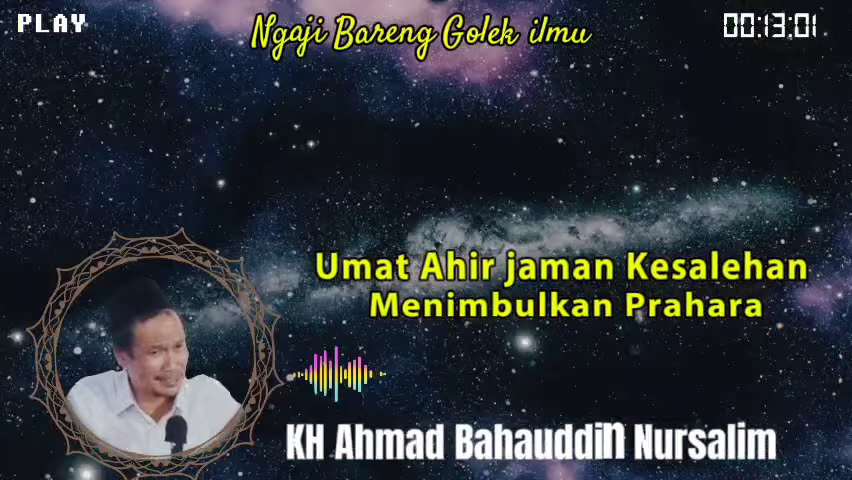 PLAY
Ngaji Bareng Golek ilmu
00:13:01
Umat Ahir jaman Kesalehan
Menimbulkan Prahara
KH Ahmad Bahauddin Nursalim